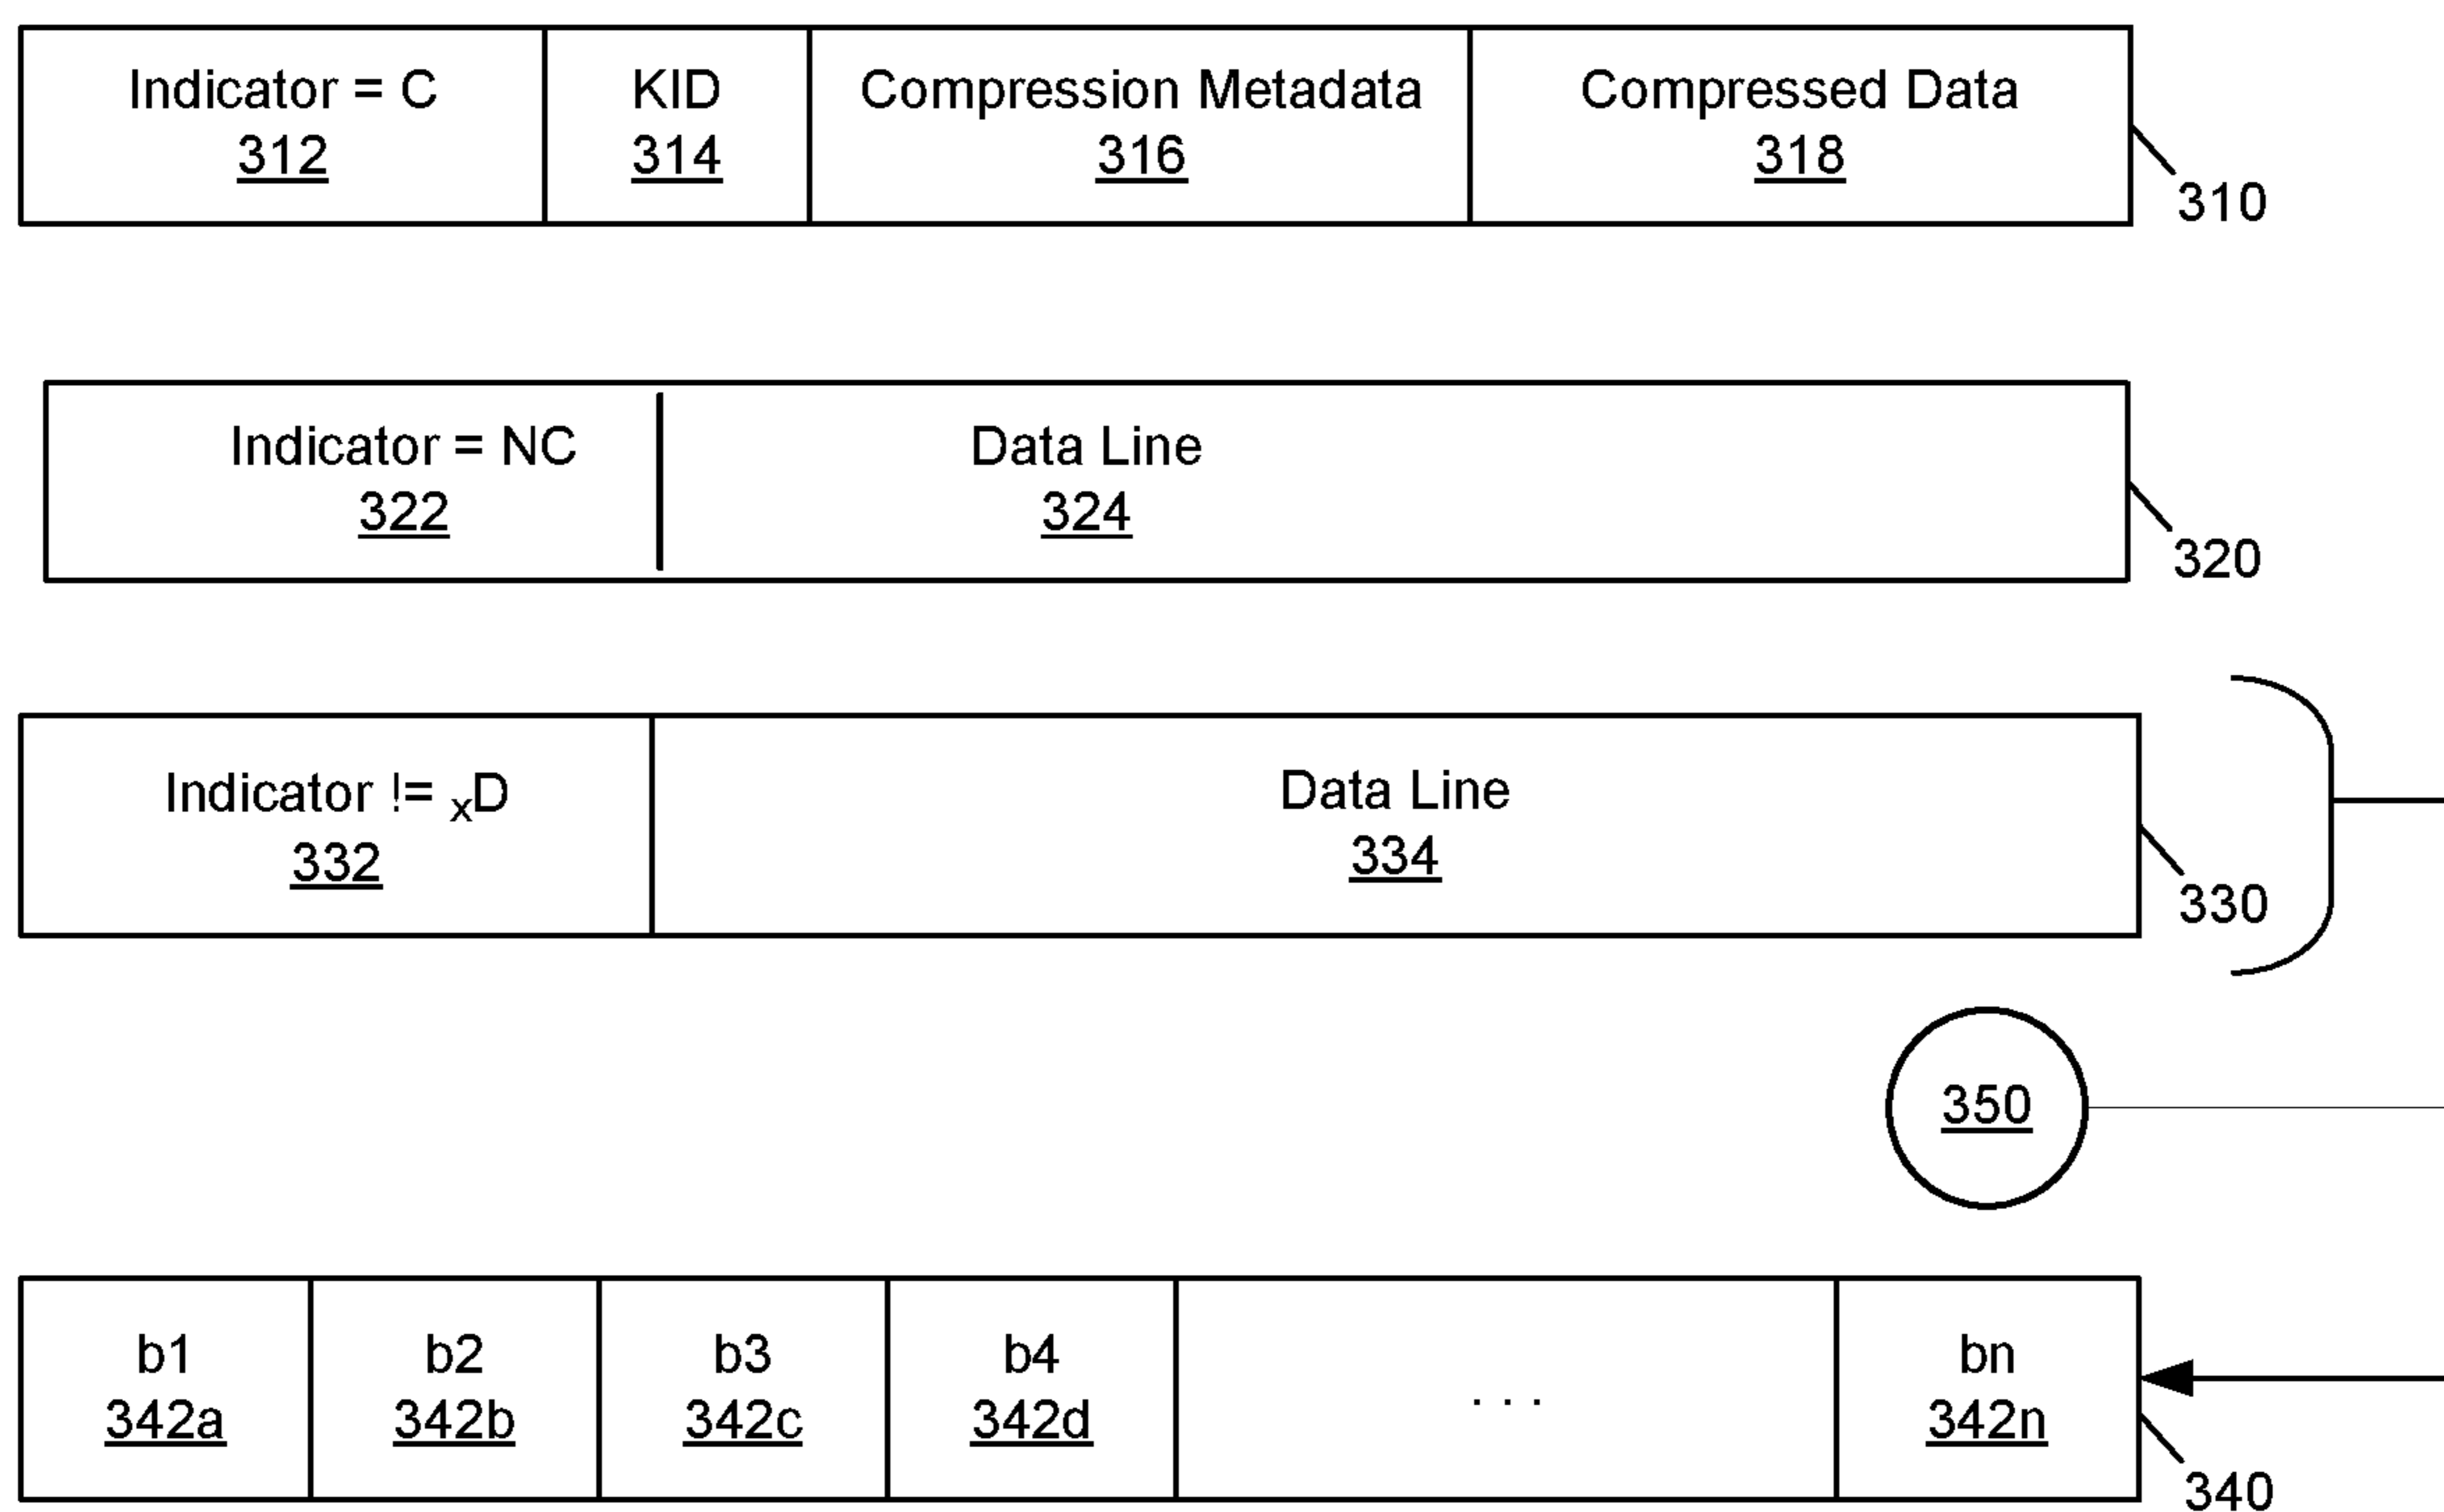 Indicator = C KID Compression Metadata Compressed Data
312 314 316 318
310
Indicator = NC Data Line
322 324
320
Indicator != xD Data Line
332 334
330
350
b1 b2 b3 b4 . . . bn
342a 342b 342c 342d 342n
340